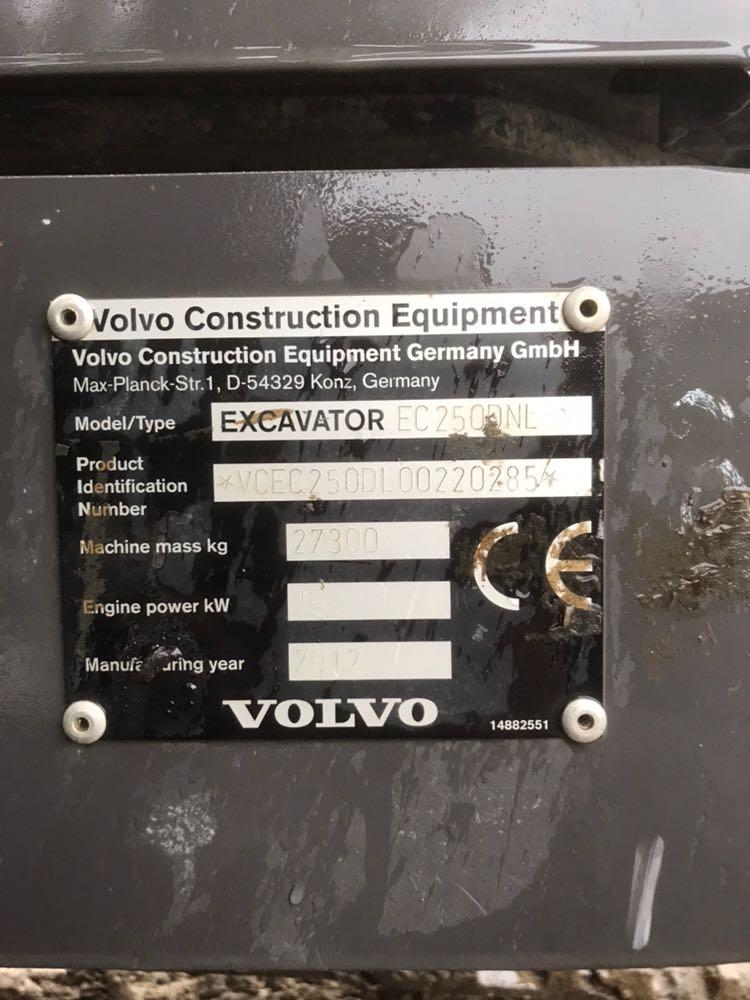 Volvo Construction Equipment
Volvo Construction Equipment Germany GmbH
Max-Planck-Str.1, D-54329 Konz, Germany
Model/Type EXCAVATOR EC250DNL
Product Identification Number *VCEC250DL00220285*
Machine mass kg 27300
Engine power kW
Manufacturing year 2012
CE
VOLVO 14882551